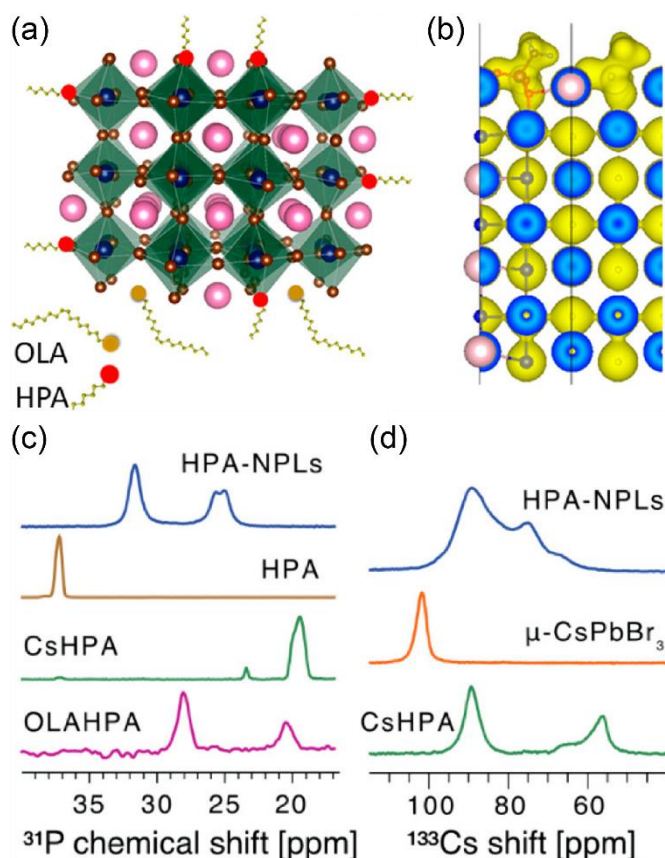 (a)
(b)
OLA
HPA
(c)
(d)
HPA-NPLs
HPA
CsHPA
OLAHPA
35 30 25 20
³¹P chemical shift [ppm]
HPA-NPLs
μ-CsPbBr₃
CsHPA
100 80 60
¹³³Cs shift [ppm]